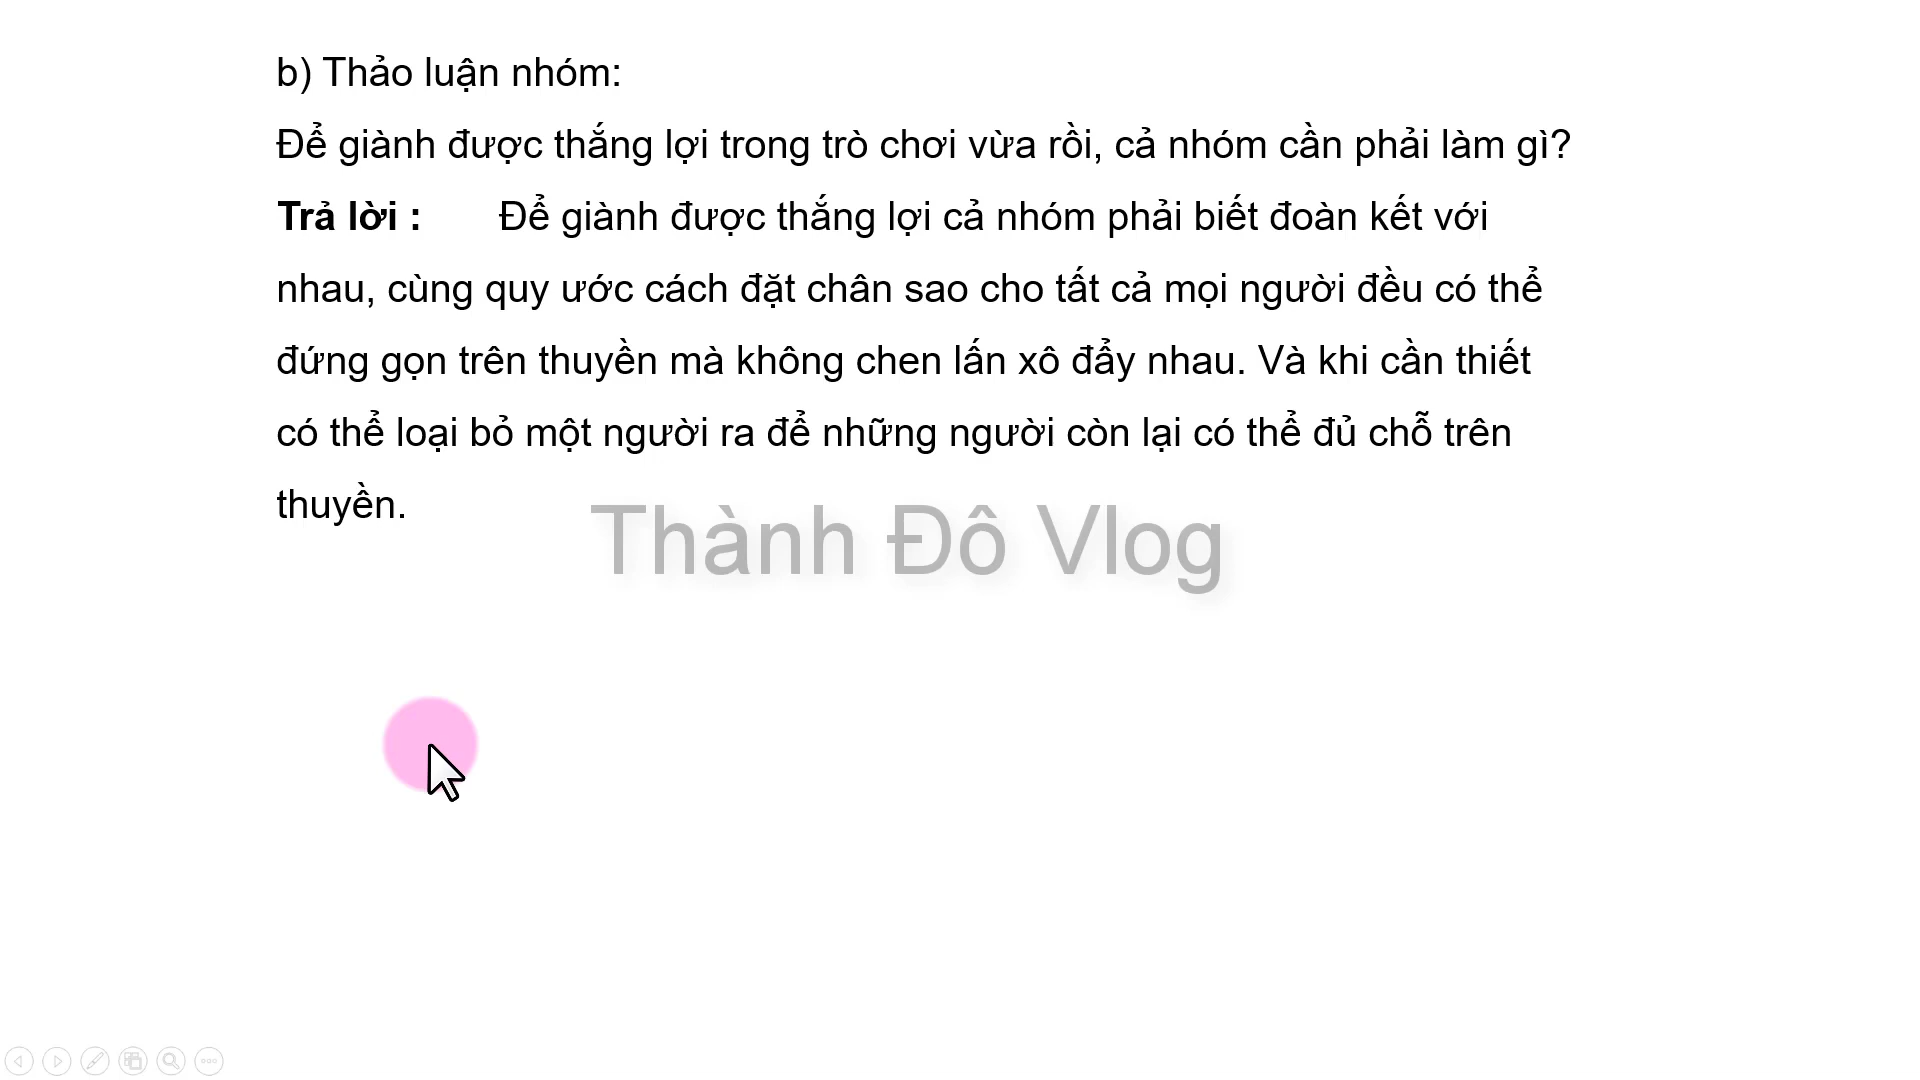 b) Thảo luận nhóm:
Để giành được thắng lợi trong trò chơi vừa rồi, cả nhóm cần phải làm gì?
Trả lời : Để giành được thắng lợi cả nhóm phải biết đoàn kết với
nhau, cùng quy ước cách đặt chân sao cho tất cả mọi người đều có thể
đứng gọn trên thuyền mà không chen lấn xô đẩy nhau. Và khi cần thiết
có thể loại bỏ một người ra để những người còn lại có thể đủ chỗ trên
thuyền.
Thành Đô Vlog